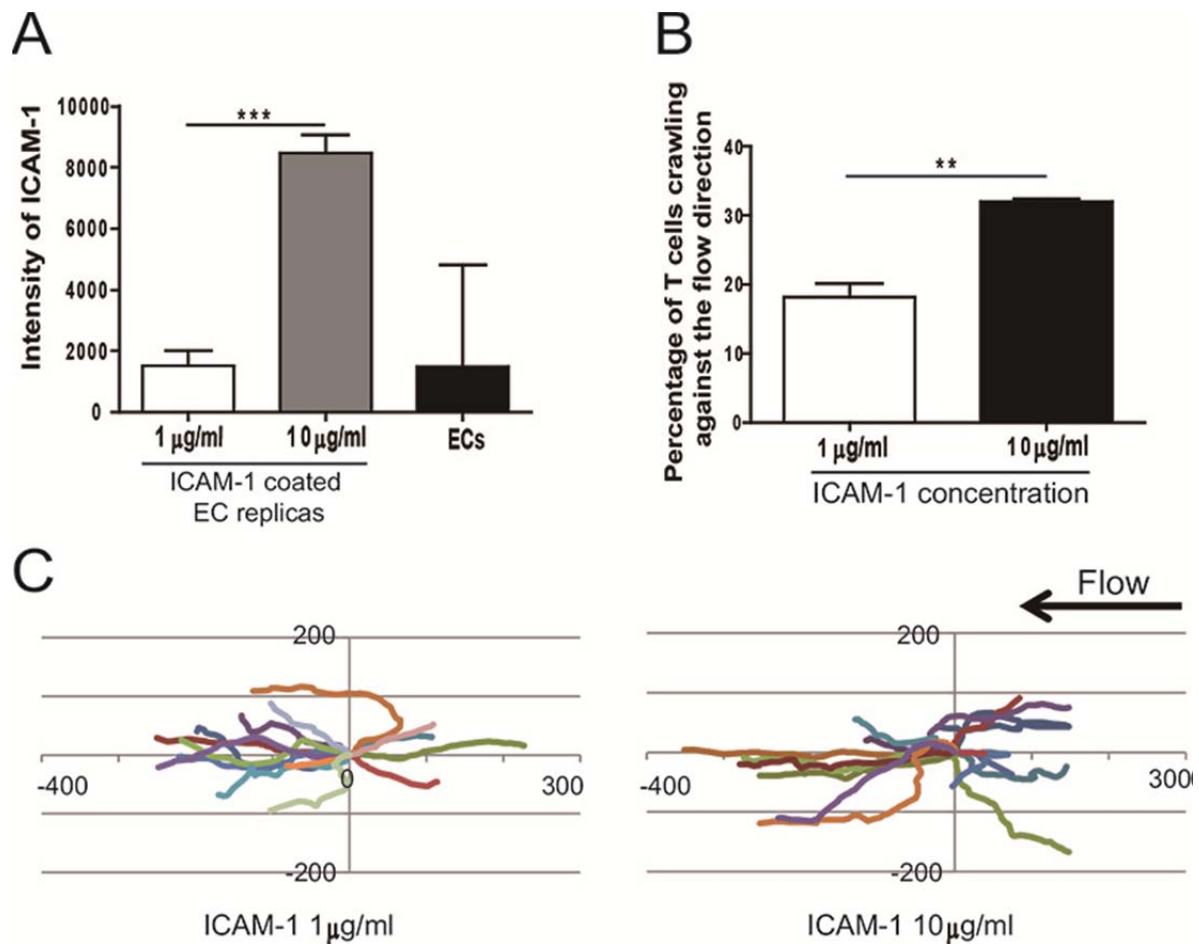 A
Intensity of ICAM-1
10000
8000
6000
4000
2000
0
***
1 μg/ml
10 μg/ml
ECs
ICAM-1 coated
EC replicas
B
Percentage of T cells crawling
against the flow direction
40
30
20
10
0
**
1 μg/ml
10 μg/ml
ICAM-1 concentration
C
Flow
200
-400
0
300
-200
ICAM-1 1μg/ml
200
-400
0
300
-200
ICAM-1 10μg/ml